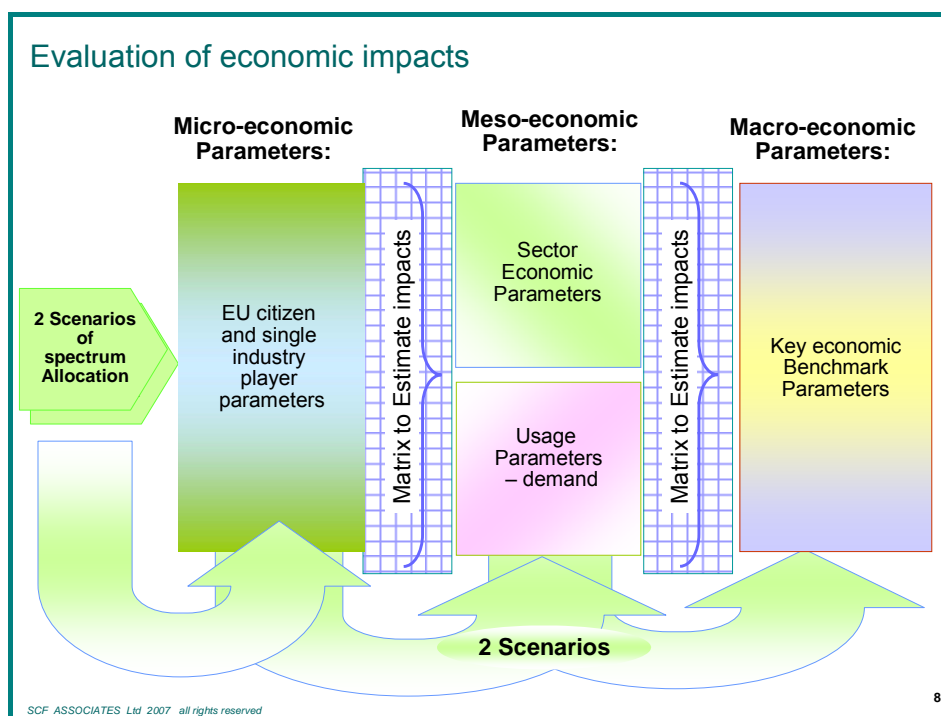 Evaluation of economic impacts
Micro-economic
Parameters:
Meso-economic
Parameters:
Macro-economic
Parameters:
2 Scenarios
of
spectrum
Allocation
EU citizen
and single
industry
player
parameters
Matrix to Estimate impacts
Sector
Economic
Parameters
Usage
Parameters
– demand
Matrix to Estimate impacts
Key economic
Benchmark
Parameters
2 Scenarios
SCF ASSOCIATES Ltd 2007 all rights reserved
8